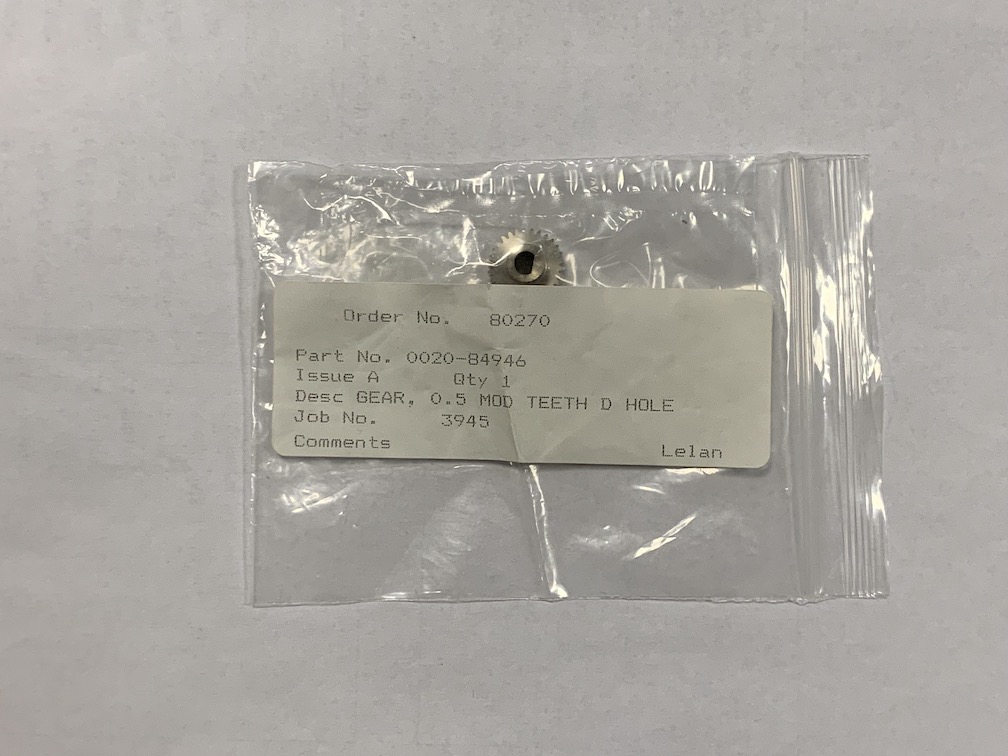 Order No. 80270
Part No. 0020-84946
Issue A Qty 1
Desc GEAR, 0.5 MOD TEETH D HOLE
Job No. 3945
Comments Lelan